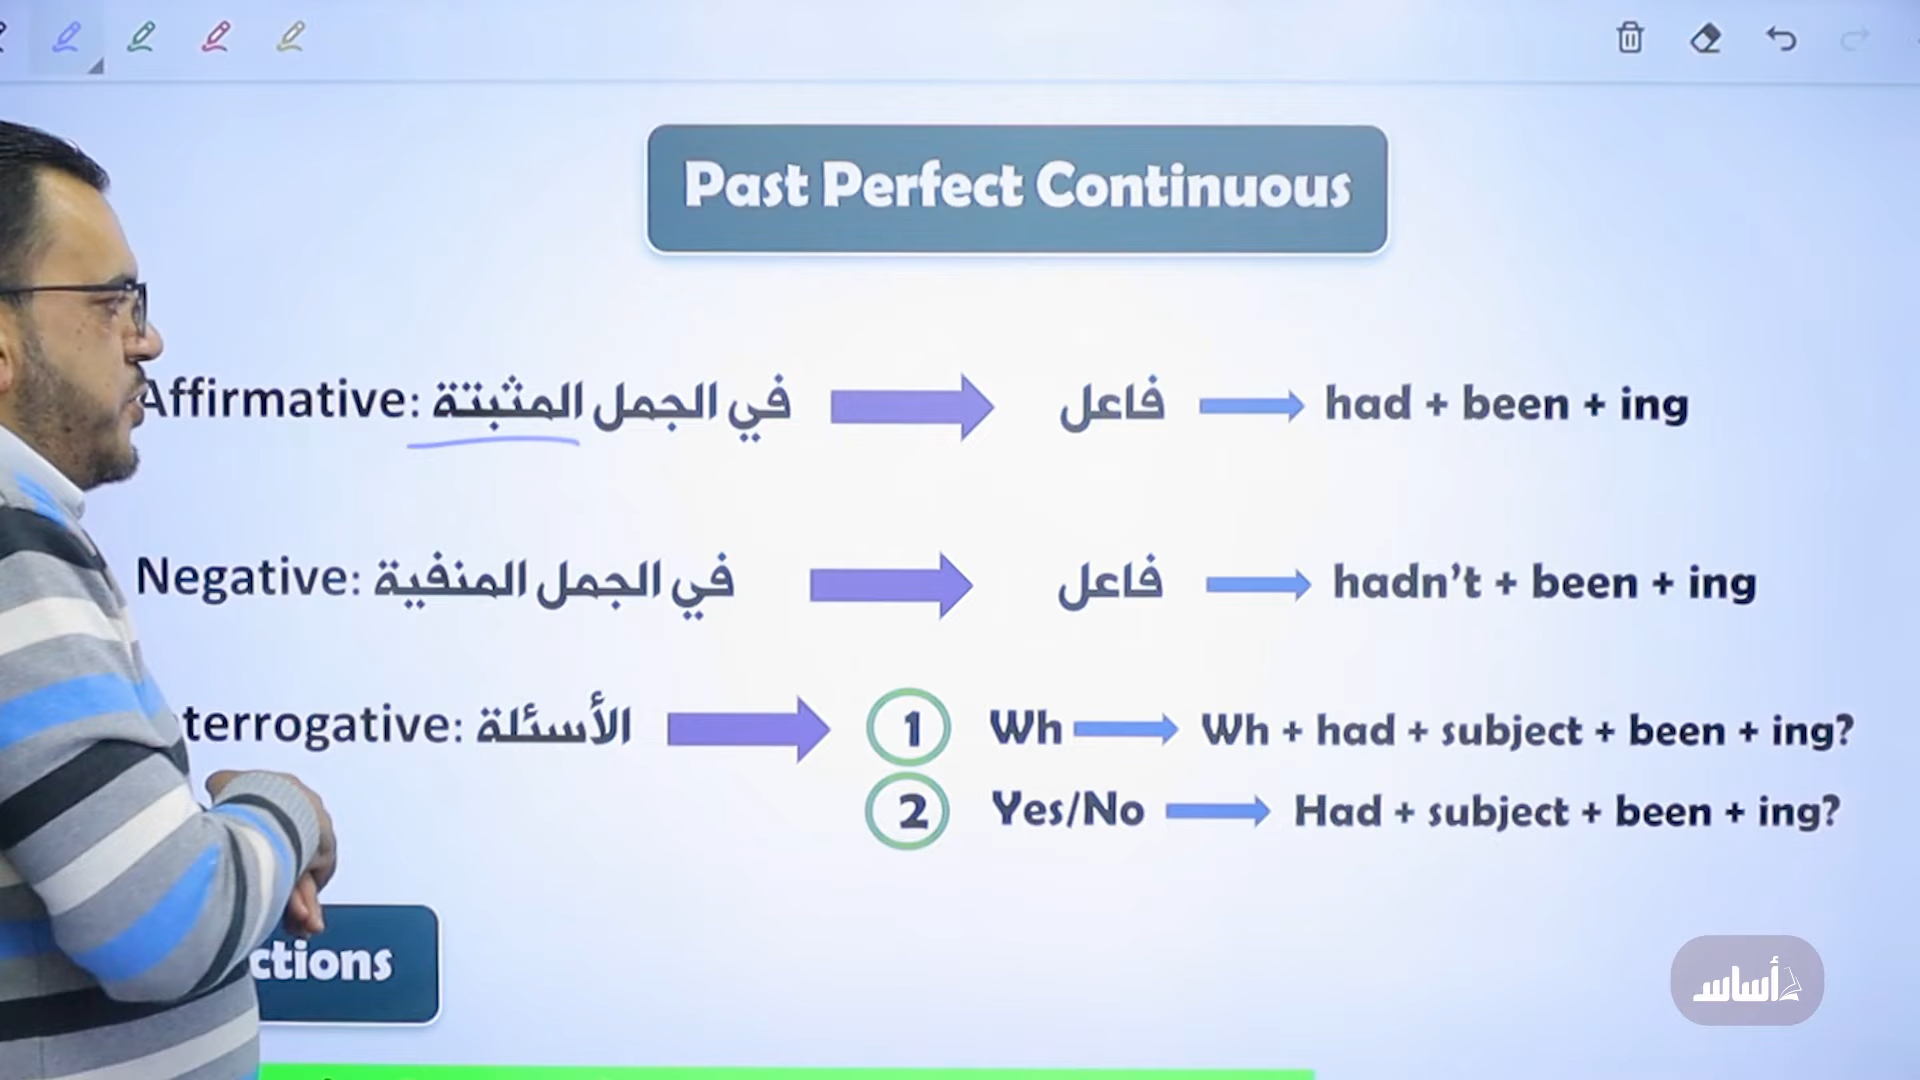 Past Perfect Continuous
Affirmative: في الجمل المثبتة فاعل had + been + ing
Negative: في الجمل المنفية فاعل hadn't + been + ing
terrogative: الأسئلة 1 Wh Wh + had + subject + been + ing?
2 Yes/No Had + subject + been + ing?
ctions
أساس